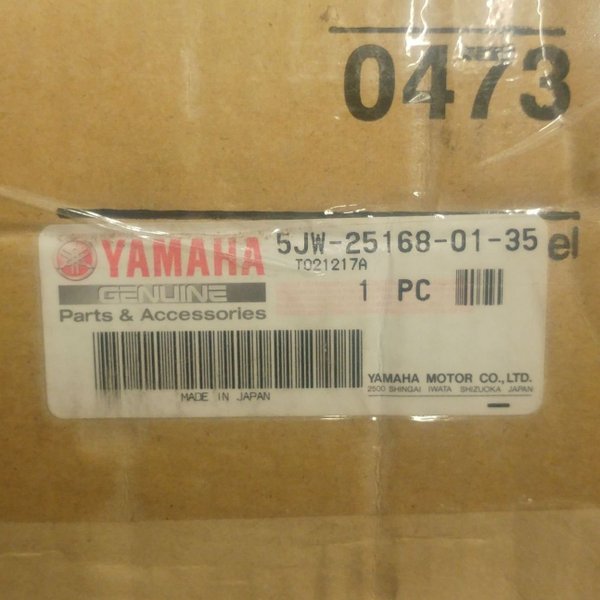 0473
YAMAHA
5JW-25168-01-35
el
T021217A
GENUINE
1 PC
Parts & Accessories
YAMAHA MOTOR CO., LTD.
2500 SHINGAI IWATA SHIZUOKA JAPAN
MADE IN JAPAN